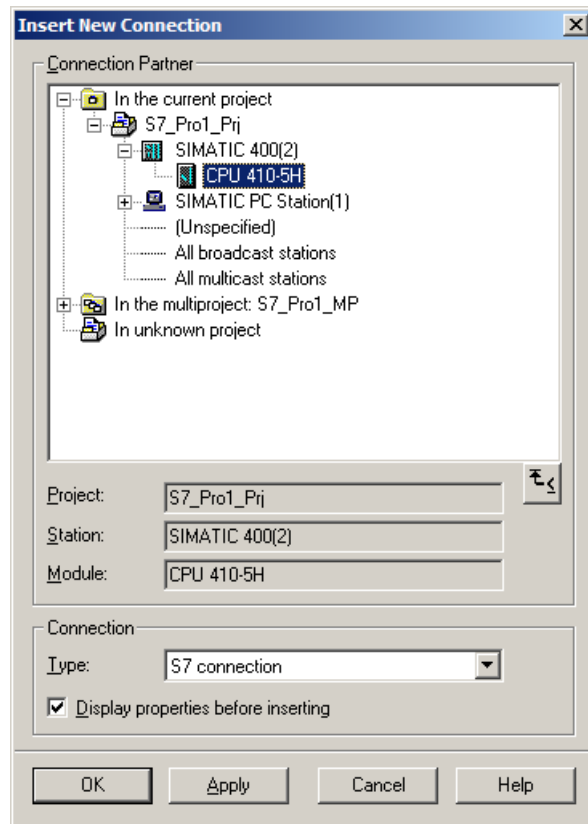 Insert New Connection
Connection Partner
In the current project
S7_Pro1_Prj
SIMATIC 400(2)
CPU 410-5H
SIMATIC PC Station(1)
(Unspecified)
All broadcast stations
All multicast stations
In the multiproject: S7_Pro1_MP
In unknown project
Project: S7_Pro1_Prj
Station: SIMATIC 400(2)
Module: CPU 410-5H
Connection
Type: S7 connection
Display properties before inserting
OK Apply Cancel Help